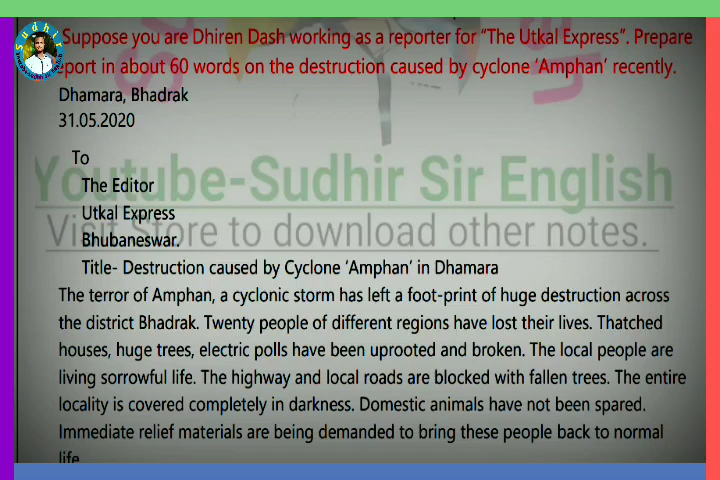 Sudhir
Suppose you are Dhiren Dash working as a reporter for “The Utkal Express”. Prepare
eport in about 60 words on the destruction caused by cyclone ‘Amphan’ recently.
Dhamara, Bhadrak
31.05.2020
To
The Editor
Utkal Express
Bhubaneswar.
Youtube-Sudhir Sir English
Visit Store to download other notes.
Title- Destruction caused by Cyclone ‘Amphan’ in Dhamara
The terror of Amphan, a cyclonic storm has left a foot-print of huge destruction across
the district Bhadrak. Twenty people of different regions have lost their lives. Thatched
houses, huge trees, electric polls have been uprooted and broken. The local people are
living sorrowful life. The highway and local roads are blocked with fallen trees. The entire
locality is covered completely in darkness. Domestic animals have not been spared.
Immediate relief materials are being demanded to bring these people back to normal
life